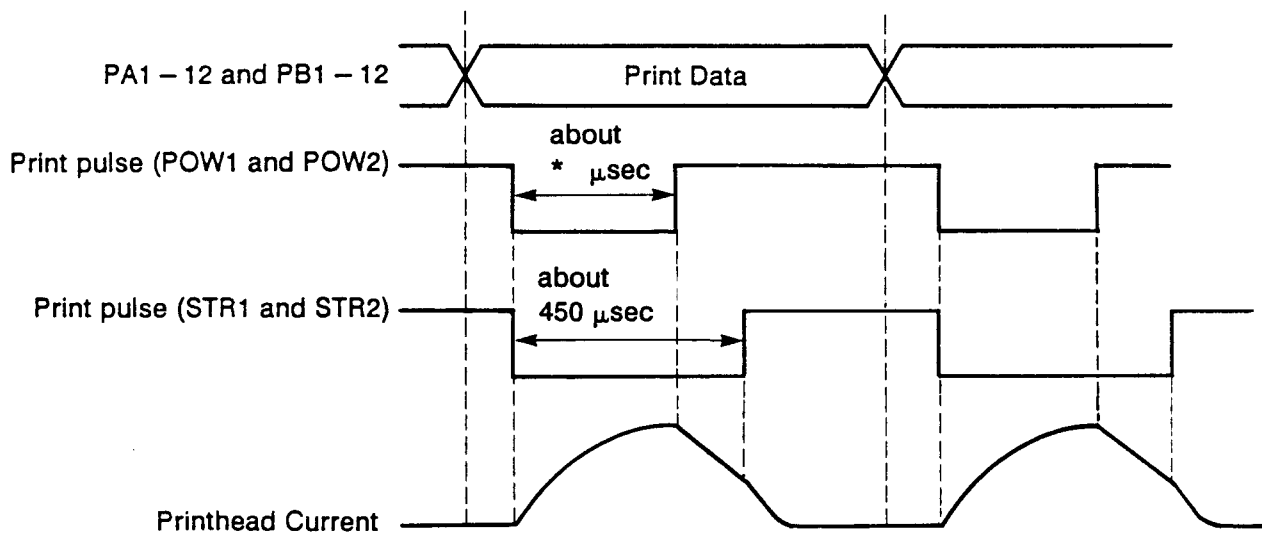 PA1 – 12 and PB1 – 12
Print Data
about
* μsec
Print pulse (POW1 and POW2)
about
450 μsec
Print pulse (STR1 and STR2)
Printhead Current